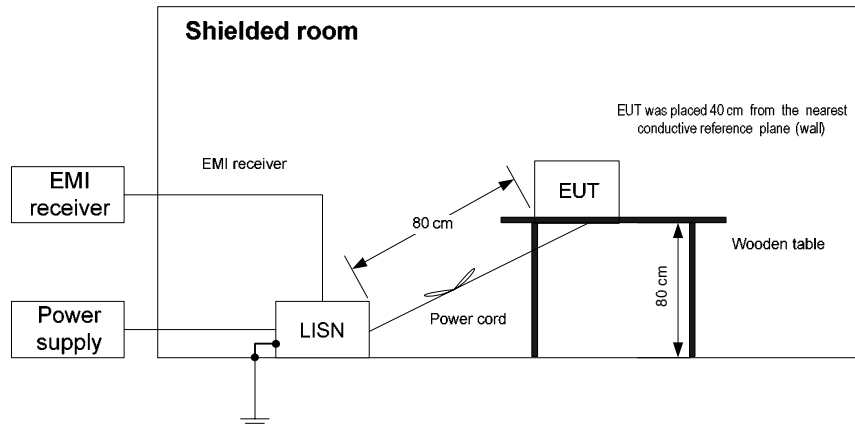 Shielded room
EUT was placed 40 cm from the nearest
conductive reference plane (wall)
EMI receiver
EMI
receiver
EUT
80 cm
Wooden table
80 cm
Power
supply
LISN
Power cord